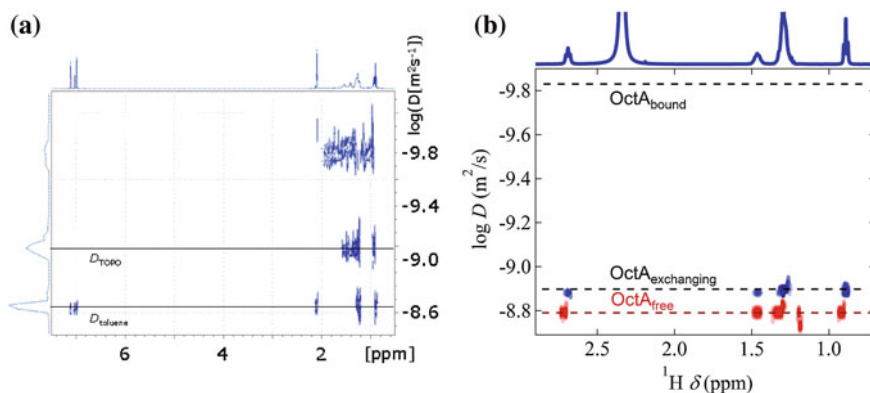 (a)
log(D[m²s⁻¹])
-9.8
-9.4
-9.0
-8.6
D_TOPO
D_toluene
6
4
2
[ppm]
(b)
-9.8
-9.6
-9.4
-9.2
-9.0
-8.8
log D (m²/s)
OctA_bound
OctA_exchanging
OctA_free
2.5
2.0
1.5
1.0
¹H δ (ppm)